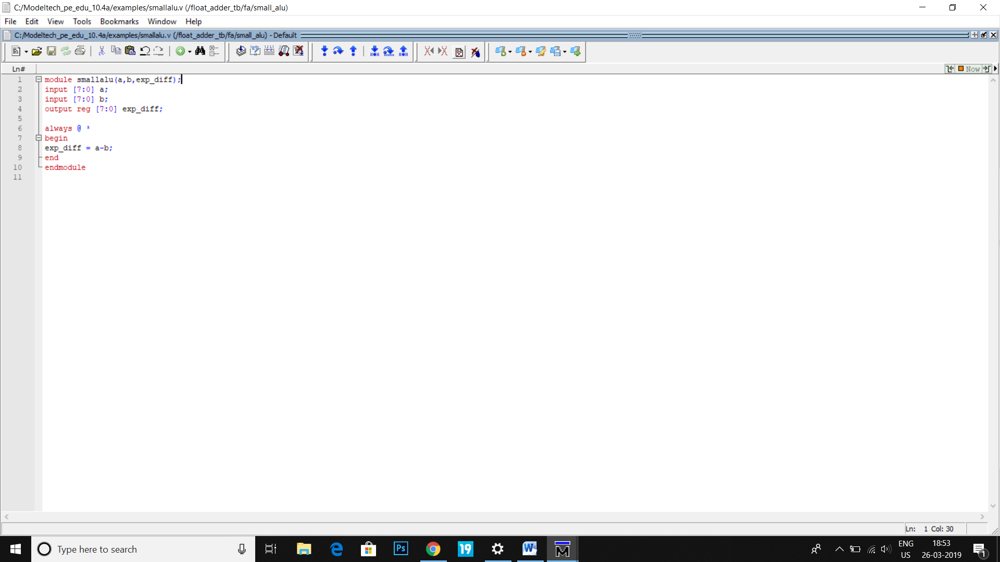 C:/Modeltech_pe_edu_10.4a/examples/smallalu.v (/float_adder_tb/fa/small_alu)
File Edit View Tools Bookmarks Window Help
C:/Modeltech_pe_edu_10.4a/examples/smallalu.v (/float_adder_tb/fa/small_alu) - Default
Ln# Now
1 module smallalu(a,b,exp_diff);
2 input [7:0] a;
3 input [7:0] b;
4 output reg [7:0] exp_diff;
5
6 always @ *
7 begin
8 exp_diff = a-b;
9 end
10 endmodule
11
Ln: 1 Col: 30
Type here to search Ps 19 W M ENG 18:53
US 26-03-2019 1